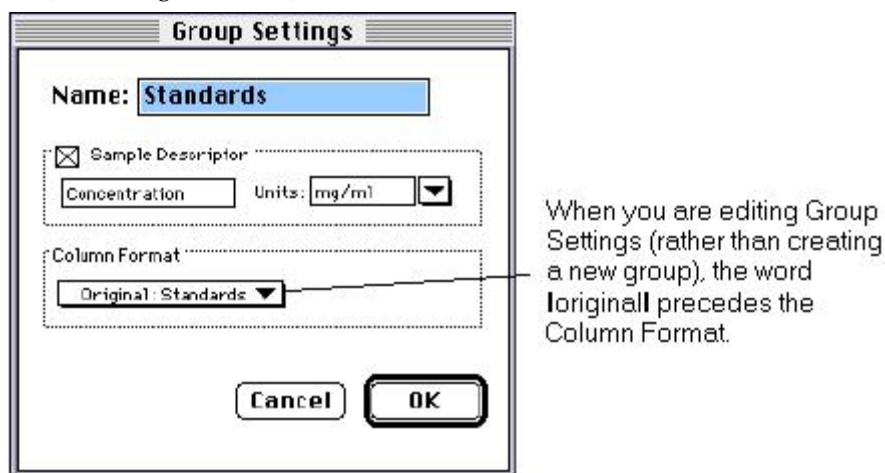 Group Settings
Name: Standards
Sample Descriptor
Concentration Units: mg/ml
Column Format
Original: Standards
When you are editing Group
Settings (rather than creating
a new group), the word
Ioriginall precedes the
Column Format.
Cancel OK